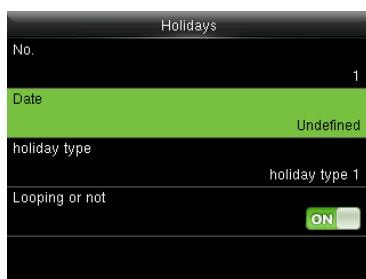 Holidays
No.
1
Date
Undefined
holiday type
holiday type 1
Looping or not
ON